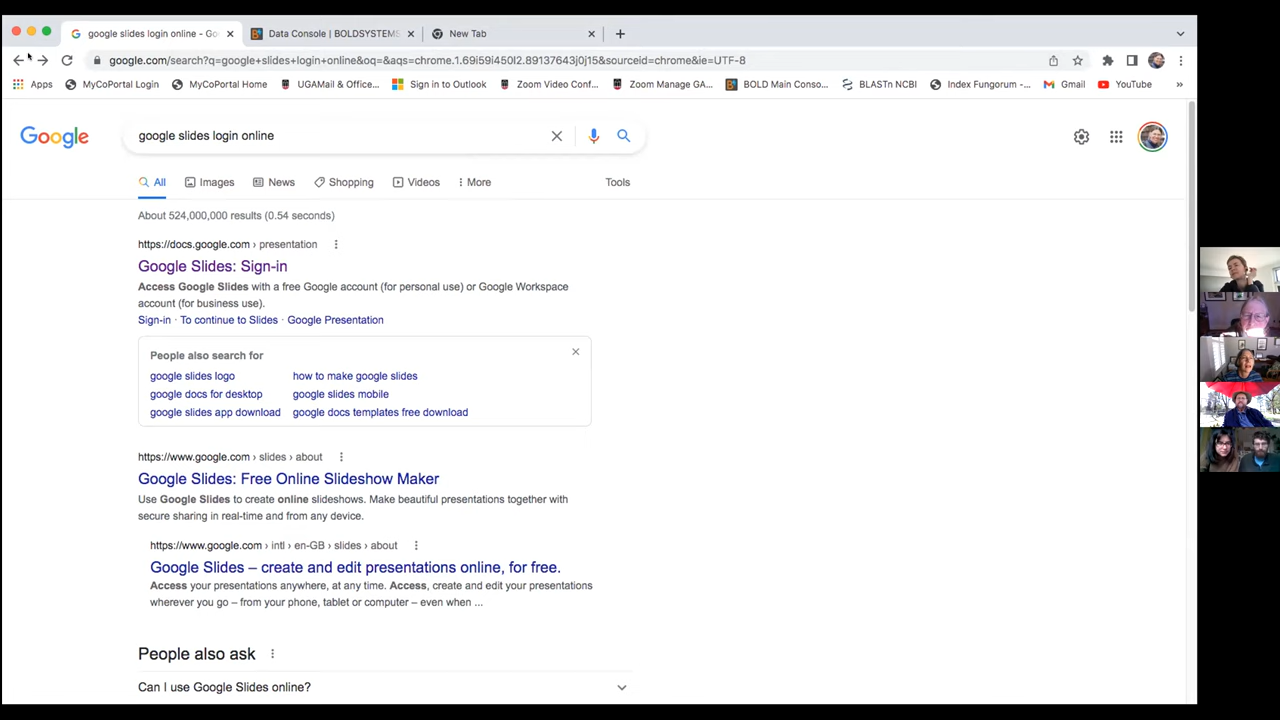 google slides login online - Go
Data Console | BOLDSYSTEMS
New Tab
google.com/search?q=google+slides+login+online&oq=&aqs=chrome.1.69i59i450l2.89137643j0j15&sourceid=chrome&ie=UTF-8
Apps
MyCoPortal Login
MyCoPortal Home
UGAMail & Office...
Sign in to Outlook
Zoom Video Conf...
Zoom Manage GA...
BOLD Main Conso...
BLASTn NCBI
Index Fungorum -...
Gmail
YouTube
»
Google
google slides login online
All
Images
News
Shopping
Videos
More
Tools
About 524,000,000 results (0.54 seconds)
https://docs.google.com › presentation
Google Slides: Sign-in
Access Google Slides with a free Google account (for personal use) or Google Workspace
account (for business use).
Sign-in · To continue to Slides · Google Presentation
People also search for
google slides logo
how to make google slides
google docs for desktop
google slides mobile
google slides app download
google docs templates free download
https://www.google.com › slides › about
Google Slides: Free Online Slideshow Maker
Use Google Slides to create online slideshows. Make beautiful presentations together with
secure sharing in real-time and from any device.
https://www.google.com › intl › en-GB › slides › about
Google Slides – create and edit presentations online, for free.
Access your presentations anywhere, at any time. Access, create and edit your presentations
wherever you go – from your phone, tablet or computer – even when ...
People also ask
Can I use Google Slides online?